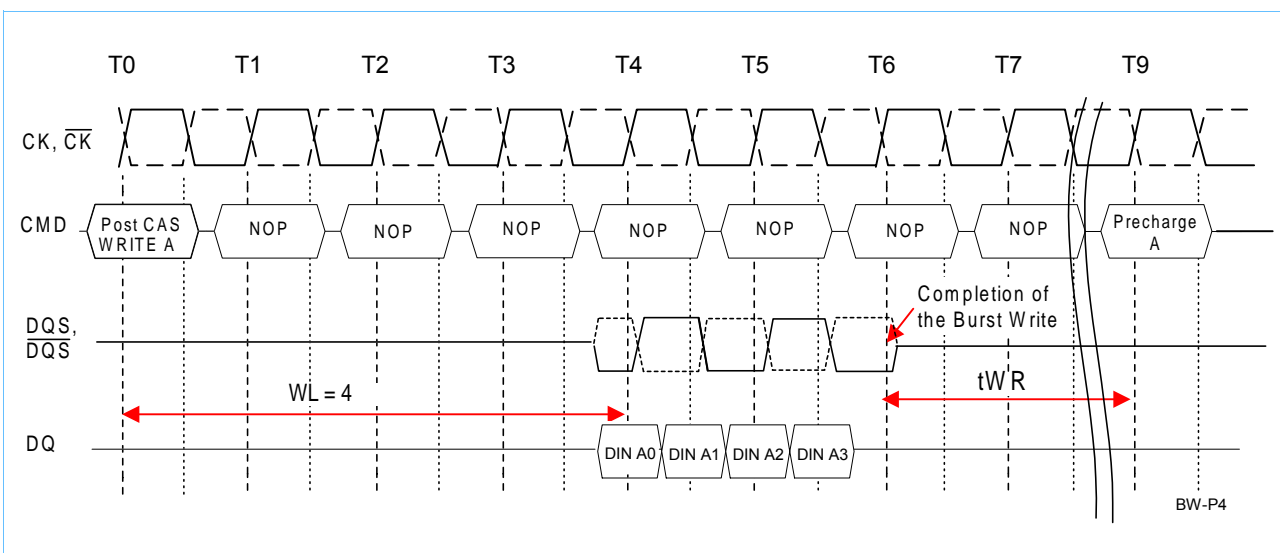 T0 T1 T2 T3 T4 T5 T6 T7 T9
CK, CK
CMD
Post CAS
WRITE A
NOP NOP NOP NOP NOP NOP NOP
Precharge
A
Completion of
the Burst Write
DQS,
DQS
WL = 4
tWR
DQ
DIN A0 DIN A1 DIN A2 DIN A3
BW-P4